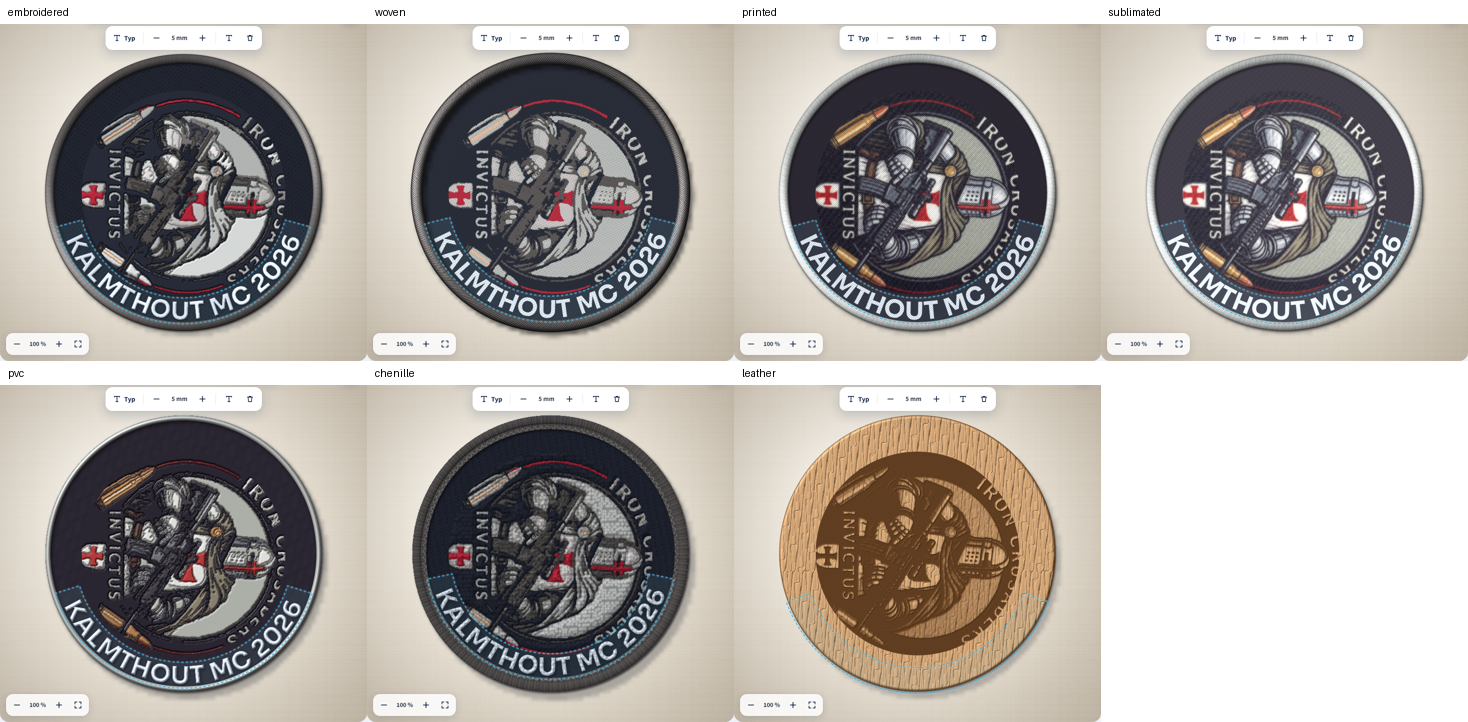 embroidered
woven
printed
sublimated
Typ
5 mm
Typ
5 mm
Typ
5 mm
Typ
5 mm
IRON CRUSADERS
INVICTUS
KALMTHOUT MC 2026
IRON CRUSADERS
INVICTUS
KALMTHOUT MC 2026
IRON CRUSADERS
INVICTUS
KALMTHOUT MC 2026
IRON CRUSADERS
INVICTUS
KALMTHOUT MC 2026
100 %
100 %
100 %
100 %
pvc
chenille
leather
Typ
5 mm
Typ
5 mm
Typ
5 mm
IRON CRUSADERS
INVICTUS
KALMTHOUT MC 2026
IRON CRUSADERS
INVICTUS
KALMTHOUT MC 2026
IRON CRUSADERS
INVICTUS
100 %
100 %
100 %